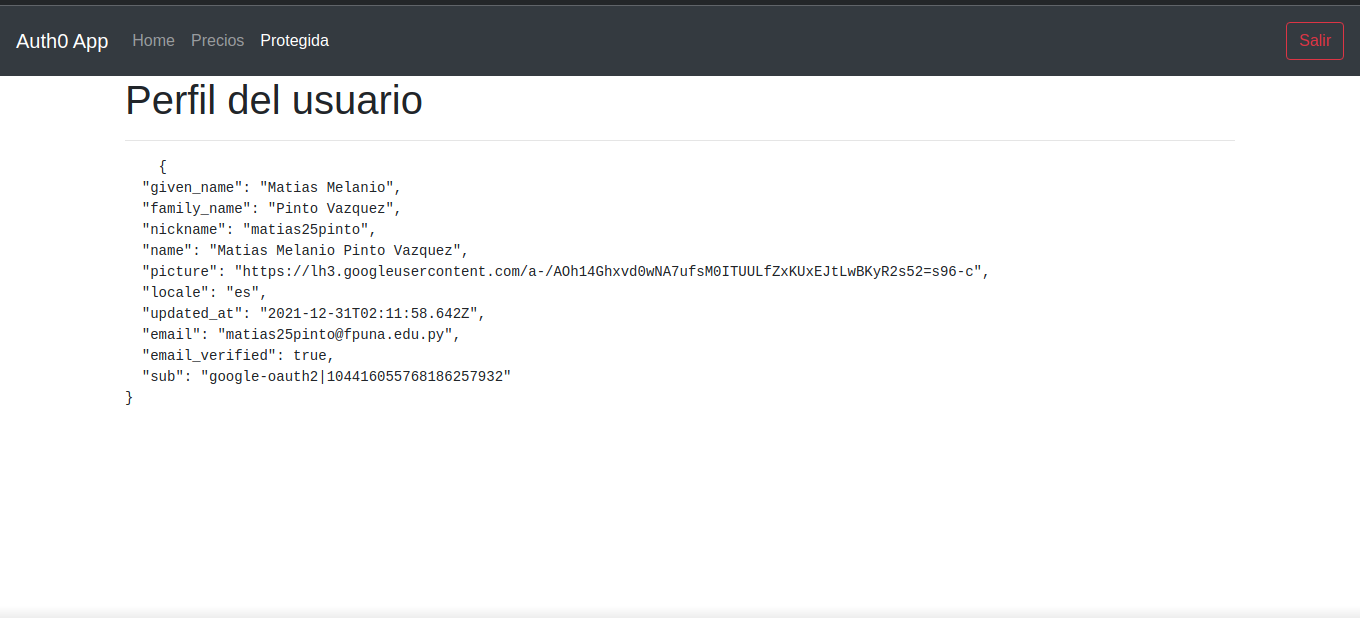 Auth0 App Home Precios Protegida Salir
Perfil del usuario
{
"given_name": "Matias Melanio",
"family_name": "Pinto Vazquez",
"nickname": "matias25pinto",
"name": "Matias Melanio Pinto Vazquez",
"picture": "https://lh3.googleusercontent.com/a-/AOh14Ghxvd0wNA7ufsM0ITUULfZxKUxEJtLwBKyR2s52=s96-c",
"locale": "es",
"updated_at": "2021-12-31T02:11:58.642Z",
"email": "matias25pinto@fpuna.edu.py",
"email_verified": true,
"sub": "google-oauth2|104416055768186257932"
}